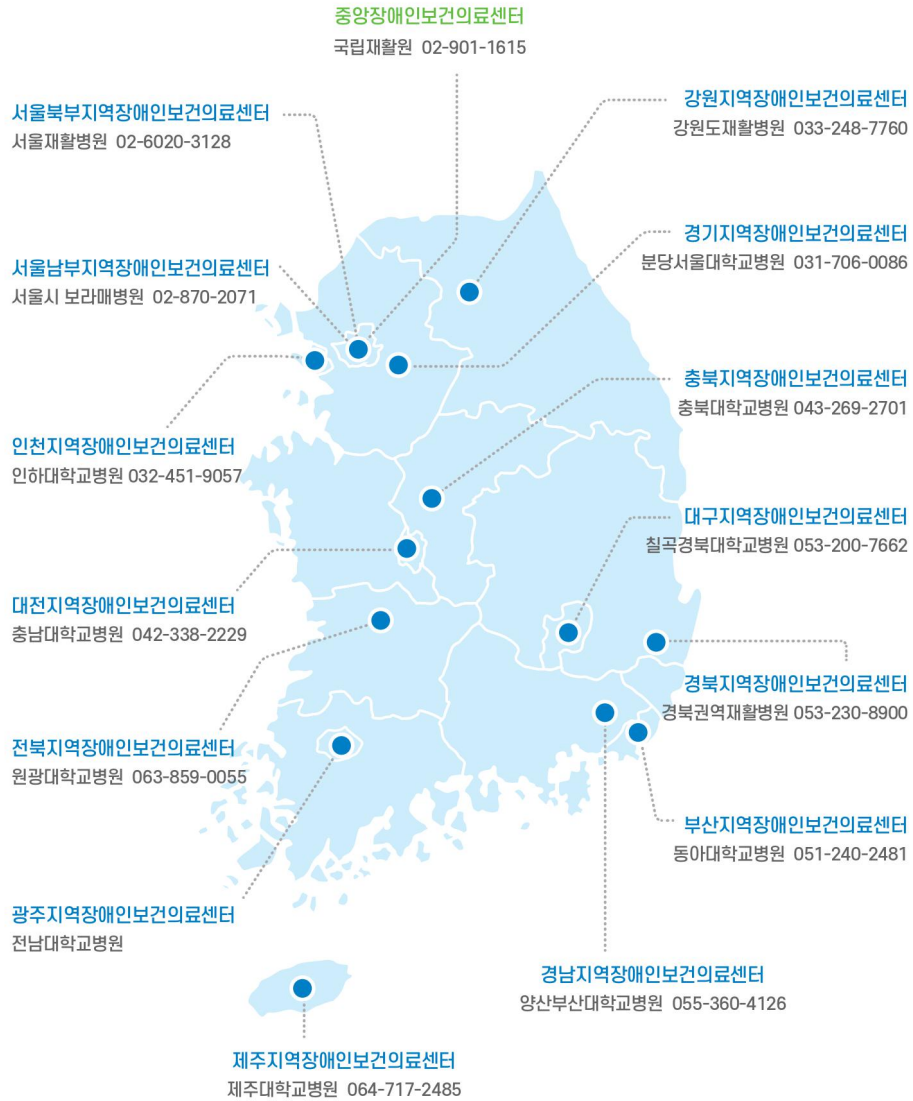 중앙장애인보건의료센터
국립재활원 02-901-1615
서울북부지역장애인보건의료센터
서울재활병원 02-6020-3128
서울남부지역장애인보건의료센터
서울시 보라매병원 02-870-2071
인천지역장애인보건의료센터
인하대학교병원 032-451-9057
대전지역장애인보건의료센터
충남대학교병원 042-338-2229
전북지역장애인보건의료센터
원광대학교병원 063-859-0055
광주지역장애인보건의료센터
전남대학교병원
제주지역장애인보건의료센터
제주대학교병원 064-717-2485
강원지역장애인보건의료센터
강원도재활병원 033-248-7760
경기지역장애인보건의료센터
분당서울대학교병원 031-706-0086
충북지역장애인보건의료센터
충북대학교병원 043-269-2701
대구지역장애인보건의료센터
칠곡경북대학교병원 053-200-7662
경북지역장애인보건의료센터
경북권역재활병원 053-230-8900
부산지역장애인보건의료센터
동아대학교병원 051-240-2481
경남지역장애인보건의료센터
양산부산대학교병원 055-360-4126